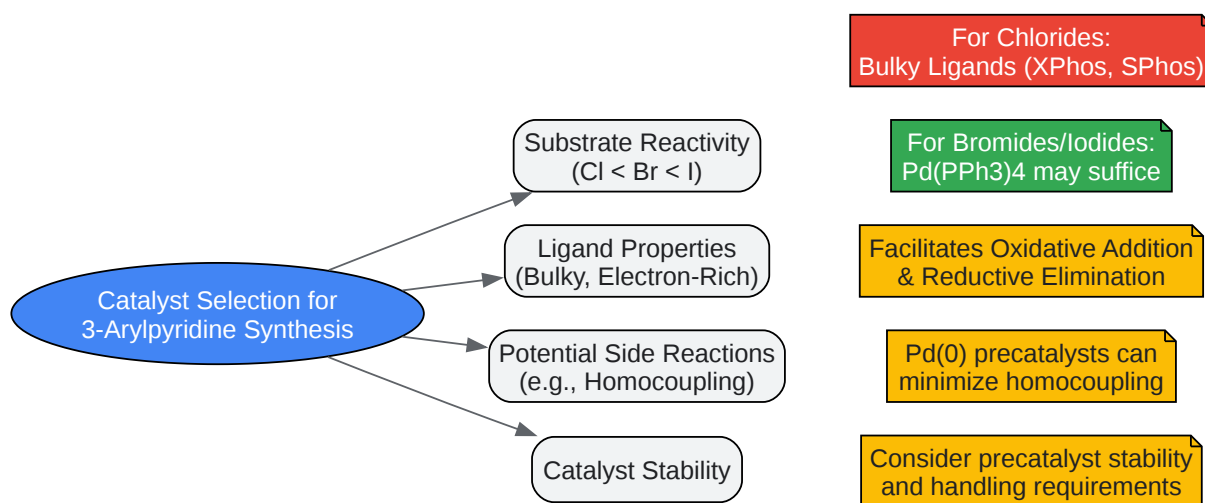 For Chlorides:
Bulky Ligands (XPhos, SPhos)
Substrate Reactivity
(Cl < Br < I)
For Bromides/Iodides:
Pd(PPh3)4 may suffice
Ligand Properties
(Bulky, Electron-Rich)
Facilitates Oxidative Addition
& Reductive Elimination
Catalyst Selection for
3-Arylpyridine Synthesis
Potential Side Reactions
(e.g., Homocoupling)
Pd(0) precatalysts can
minimize homocoupling
Catalyst Stability
Consider precatalyst stability
and handling requirements